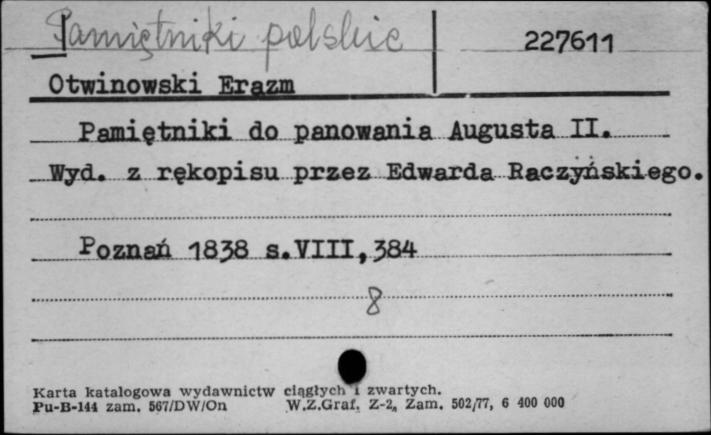 Pamiętniki polskie
227611
Otwinowski Erazm
Pamiętniki do panowania Augusta II.
Wyd. z rękopisu przez Edwarda Raczyńskiego.
Poznań 1838 s.VIII,384
8
Karta katalogowa wydawnictw ciągłych i zwartych.
Pu-B-144 zam. 567/DW/On W.Z.Graf. Z-2, Zam. 502/77, 6 400 000